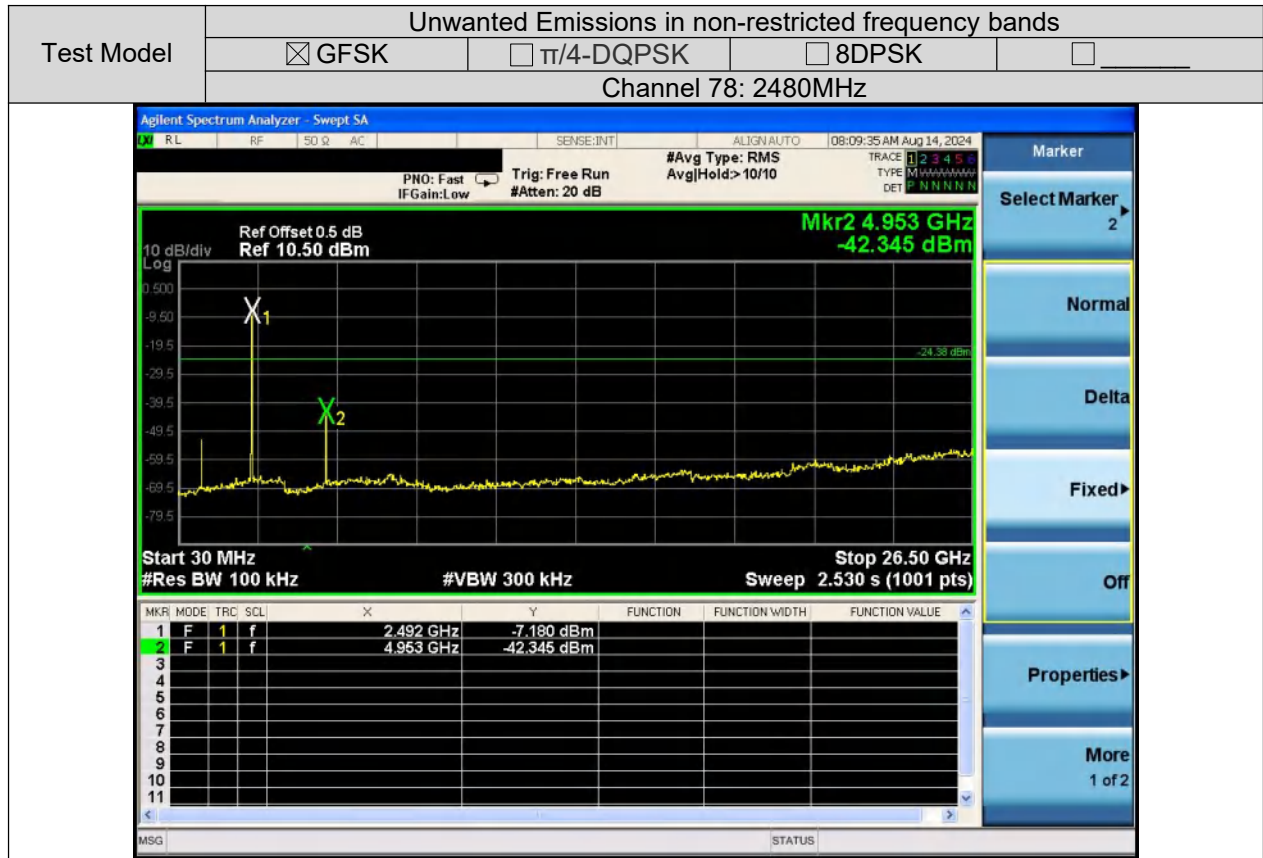 Unwanted Emissions in non-restricted frequency bands
Test Model
☒ GFSK ☐ π/4-DQPSK ☐ 8DPSK ☐ ______
Channel 78: 2480MHz
Agilent Spectrum Analyzer - Swept SA
LXI RL RF 50 Ω AC SENSE:INT ALIGN AUTO 08:09:35 AM Aug 14, 2024
#Avg Type: RMS TRACE 1 2 3 4 5 6
PNO: Fast Trig: Free Run Avg|Hold:>10/10 TYPE M WWWWW
IFGain:Low #Atten: 20 dB DET P N N N N N
Ref Offset 0.5 dB Mkr2 4.953 GHz
10 dB/div Ref 10.50 dBm -42.345 dBm
Log
0.500
-9.50
-19.5
-29.5
-39.5
-49.5
-59.5
-69.5
-79.5
1
2
-24.38 dBm
Start 30 MHz Stop 26.50 GHz
#Res BW 100 kHz #VBW 300 kHz Sweep 2.530 s (1001 pts)
MKR MODE TRC SCL X Y FUNCTION FUNCTION WIDTH FUNCTION VALUE
1 F 1 f 2.492 GHz -7.180 dBm
2 F 1 f 4.953 GHz -42.345 dBm
3
4
5
6
7
8
9
10
11
MSG STATUS
Marker
Select Marker
2
Normal
Delta
Fixed
Off
Properties
More
1 of 2